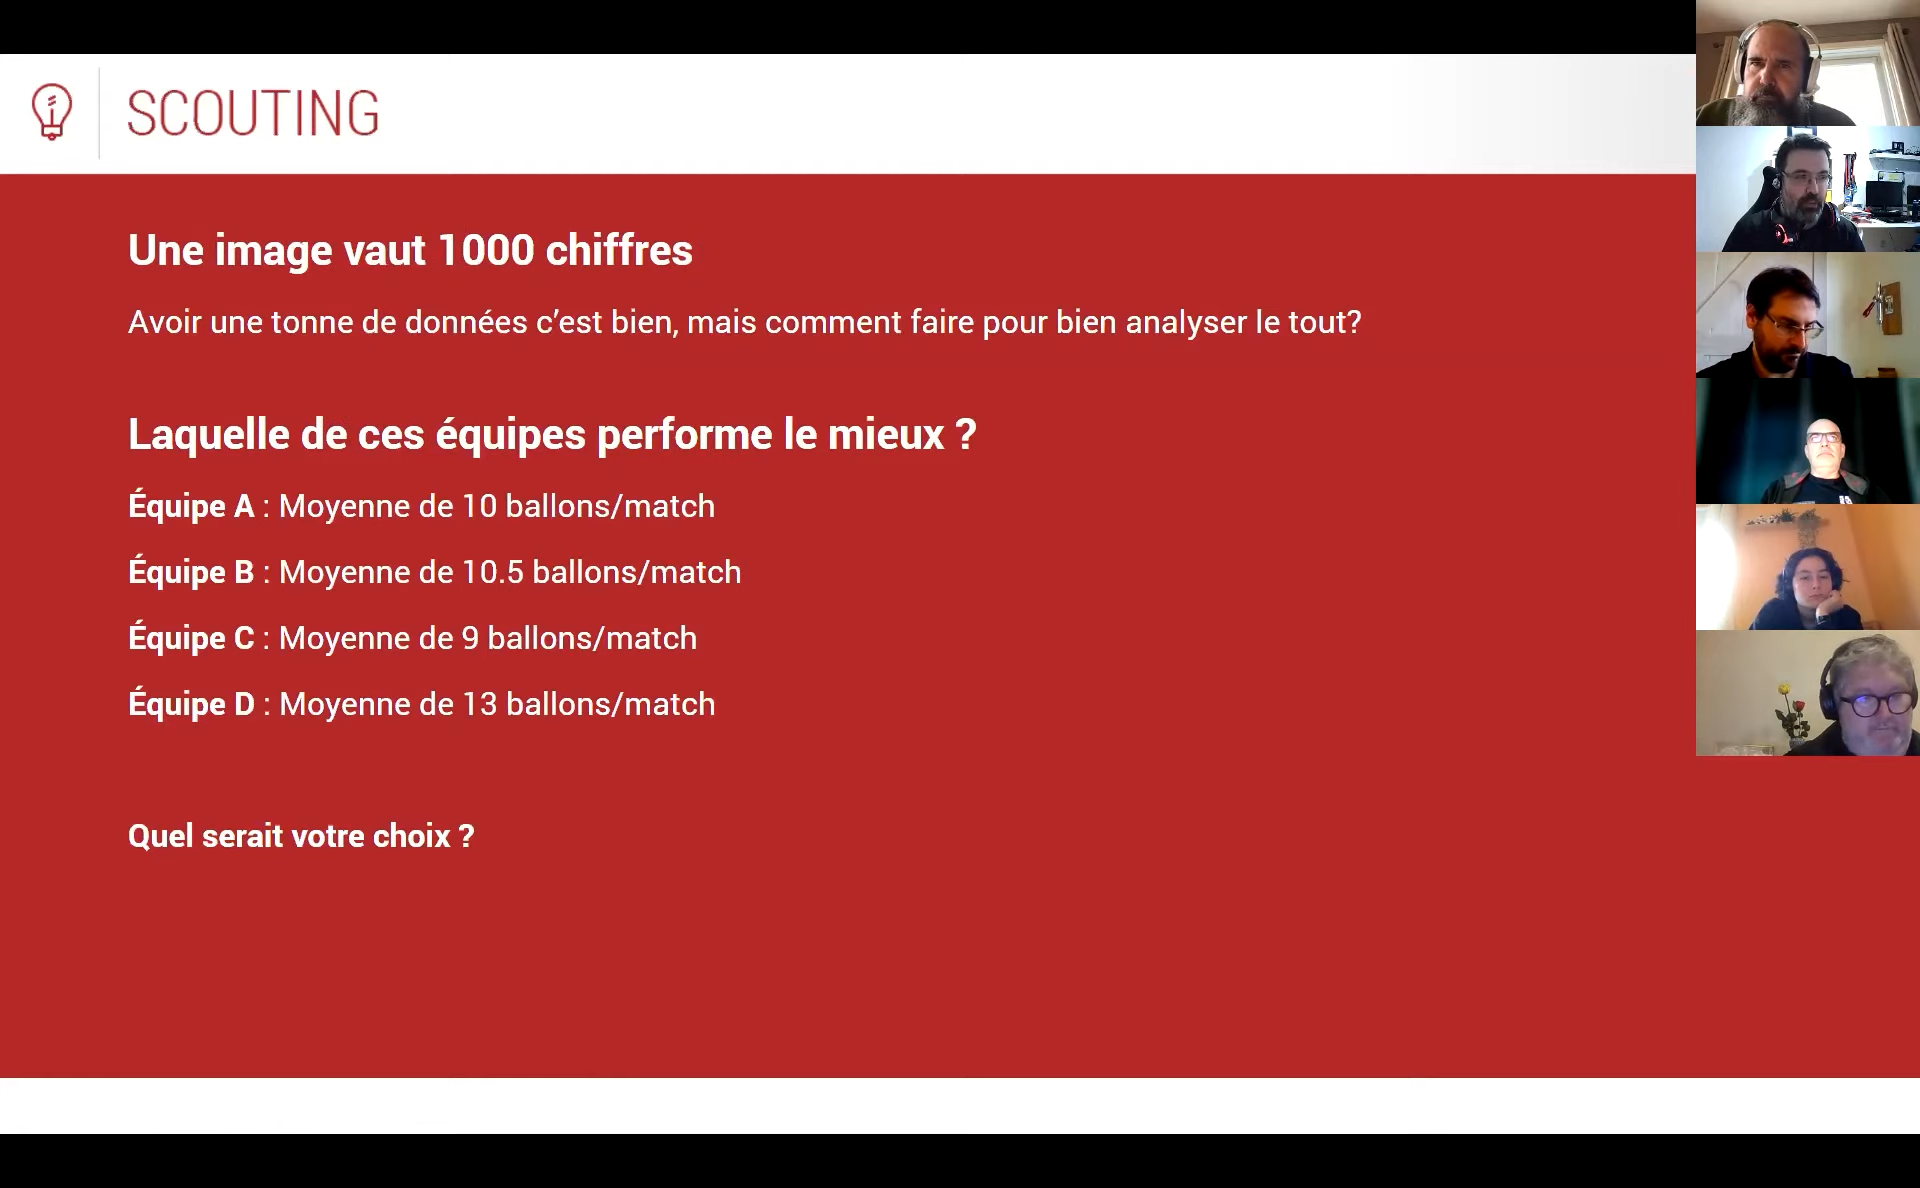 SCOUTING
Une image vaut 1000 chiffres
Avoir une tonne de données c’est bien, mais comment faire pour bien analyser le tout?
Laquelle de ces équipes performe le mieux ?
Équipe A : Moyenne de 10 ballons/match
Équipe B : Moyenne de 10.5 ballons/match
Équipe C : Moyenne de 9 ballons/match
Équipe D : Moyenne de 13 ballons/match
Quel serait votre choix ?